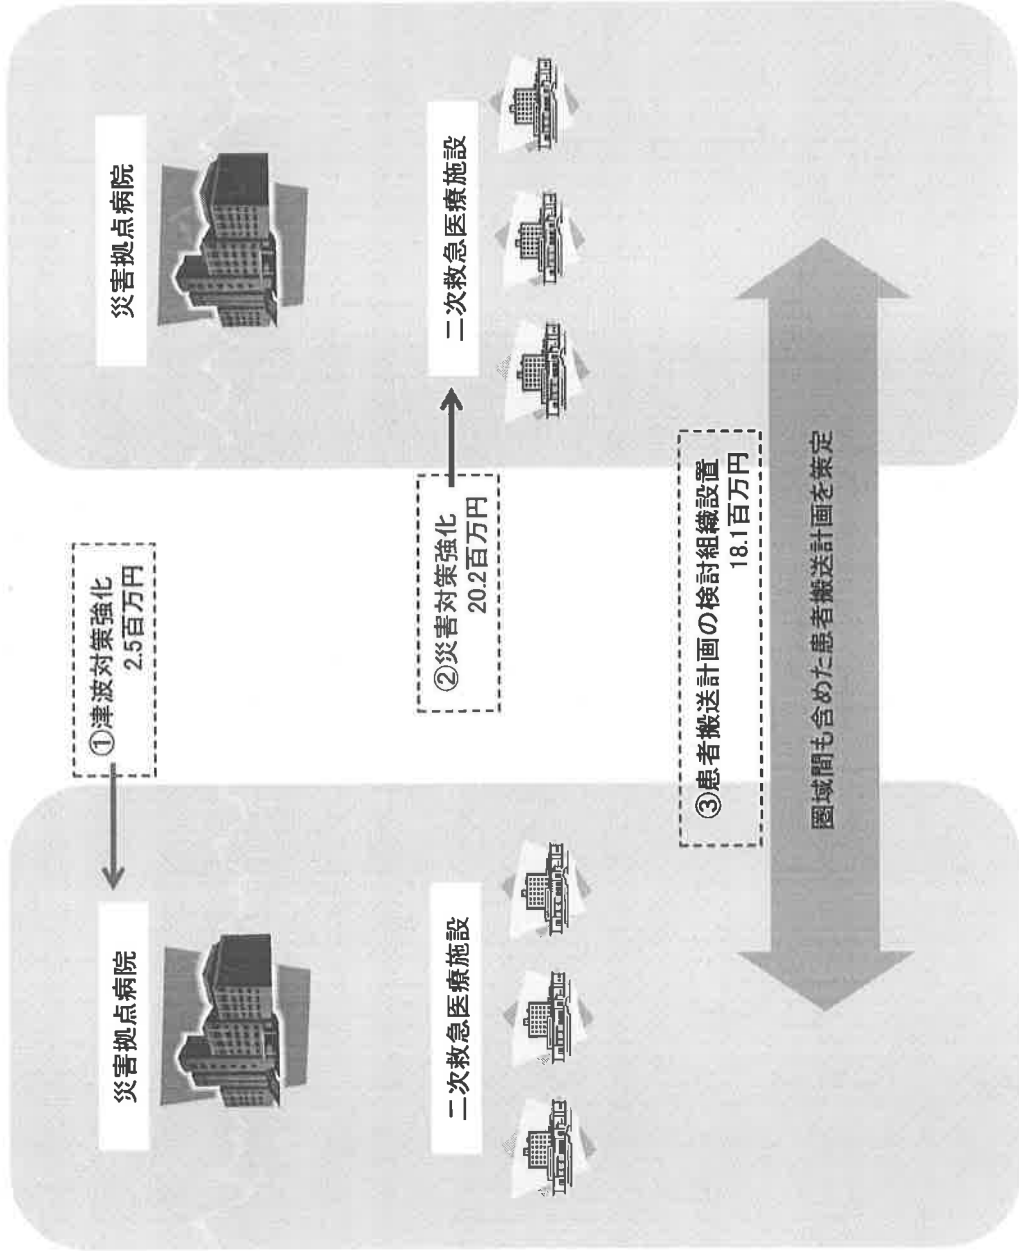 災害拠点病院
①津波対策強化
2.5百万円
災害拠点病院
二次救急医療施設
②災害対策強化
20.2百万円
二次救急医療施設
③患者搬送計画の検討組織設置
18.1百万円
圏域間も含めた患者搬送計画を策定